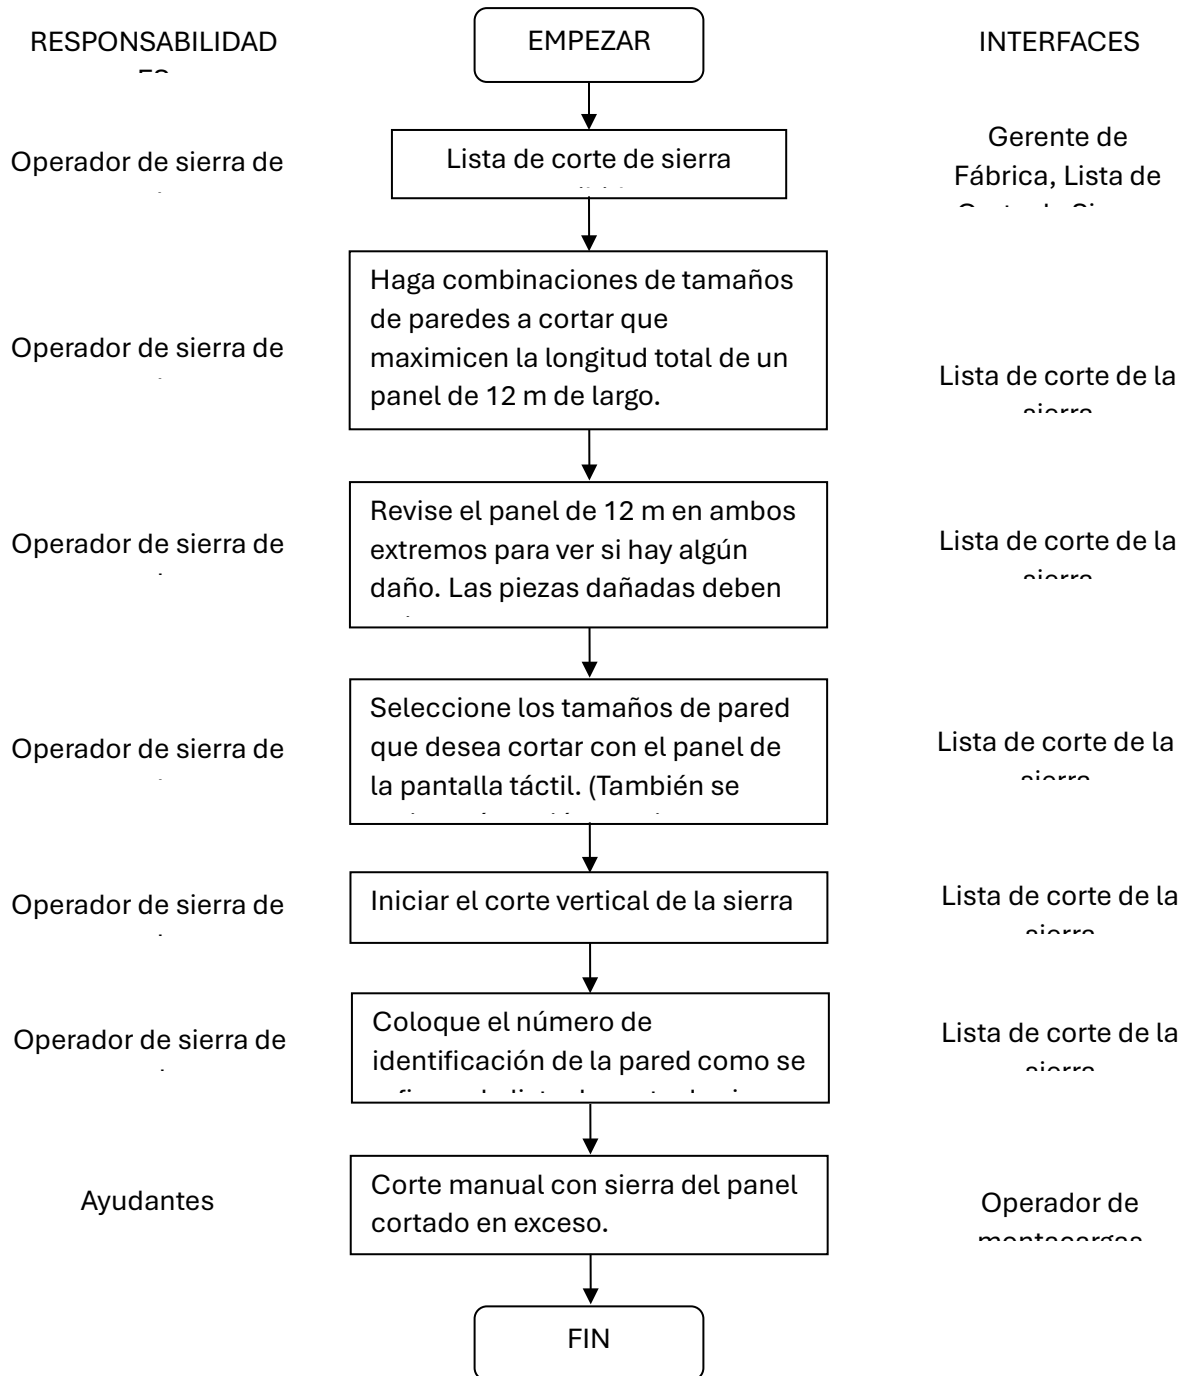 RESPONSABILIDAD
EMPEZAR
INTERFACES
Operador de sierra de
Lista de corte de sierra
Gerente de
Fábrica, Lista de
Operador de sierra de
Haga combinaciones de tamaños
de paredes a cortar que
maximicen la longitud total de un
panel de 12 m de largo.
Lista de corte de la
sierra
Operador de sierra de
Revise el panel de 12 m en ambos
extremos para ver si hay algún
daño. Las piezas dañadas deben
Lista de corte de la
sierra
Operador de sierra de
Seleccione los tamaños de pared
que desea cortar con el panel de
la pantalla táctil. (También se
Lista de corte de la
sierra
Operador de sierra de
Iniciar el corte vertical de la sierra
Lista de corte de la
sierra
Operador de sierra de
Coloque el número de
identificación de la pared como se
Lista de corte de la
sierra
Ayudantes
Corte manual con sierra del panel
cortado en exceso.
Operador de
montacargas
FIN